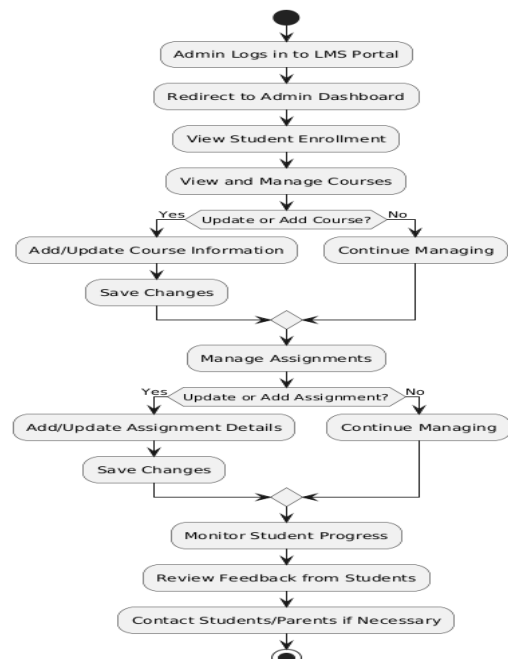 Admin Logs in to LMS Portal
Redirect to Admin Dashboard
View Student Enrollment
View and Manage Courses
Yes
Update or Add Course?
No
Add/Update Course Information
Continue Managing
Save Changes
Manage Assignments
Yes
Update or Add Assignment?
No
Add/Update Assignment Details
Continue Managing
Save Changes
Monitor Student Progress
Review Feedback from Students
Contact Students/Parents if Necessary